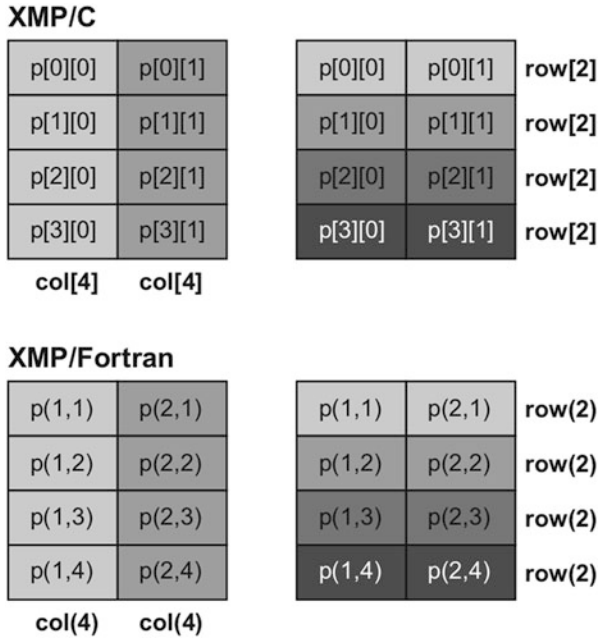 XMP/C
p[0][0] p[0][1] p[0][0] p[0][1] row[2]
p[1][0] p[1][1] p[1][0] p[1][1] row[2]
p[2][0] p[2][1] p[2][0] p[2][1] row[2]
p[3][0] p[3][1] p[3][0] p[3][1] row[2]
col[4] col[4]
XMP/Fortran
p(1,1) p(2,1) p(1,1) p(2,1) row(2)
p(1,2) p(2,2) p(1,2) p(2,2) row(2)
p(1,3) p(2,3) p(1,3) p(2,3) row(2)
p(1,4) p(2,4) p(1,4) p(2,4) row(2)
col(4) col(4)